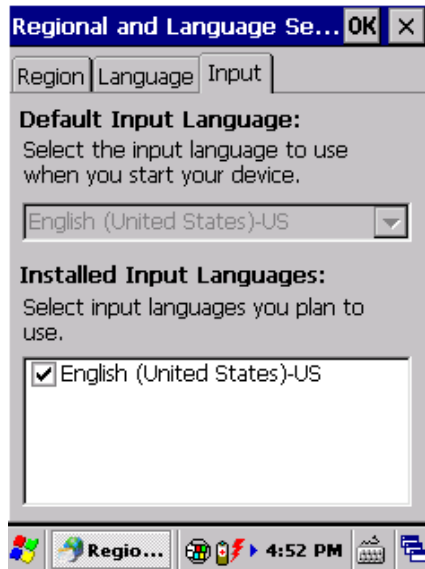 Regional and Language Se... OK ×
Region Language Input
Default Input Language:
Select the input language to use
when you start your device.
English (United States)-US
Installed Input Languages:
Select input languages you plan to
use.
English (United States)-US
Regio... 4:52 PM